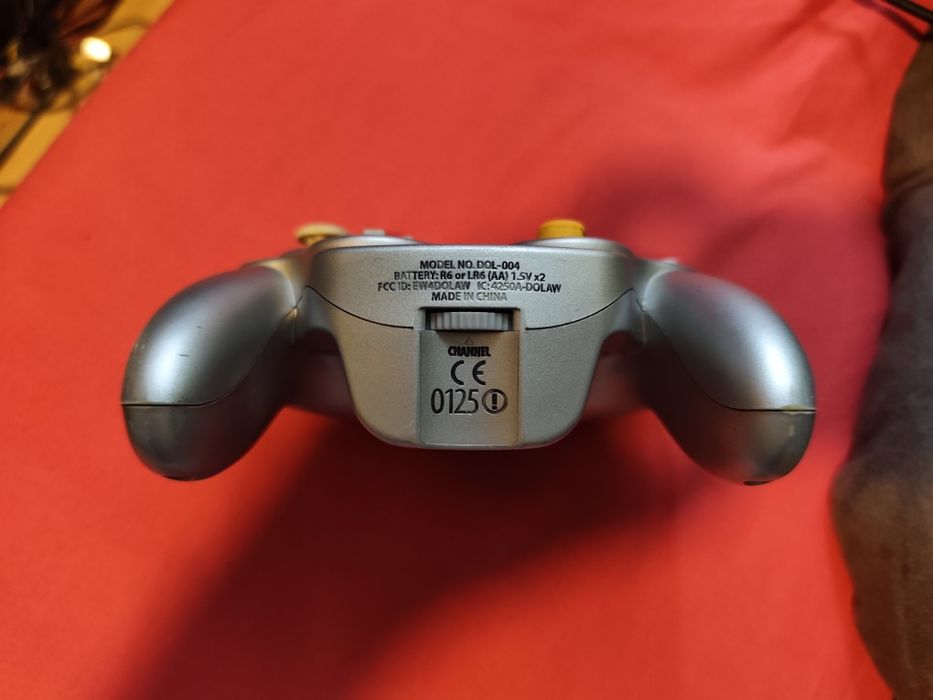 MODEL NO. DOL-004
BATTERY: R6 or LR6 (AA) 1.5V x2
FCC ID: EW4DOLAW IC: 4250A-DOLAW
MADE IN CHINA
CHANNEL
CE
0125